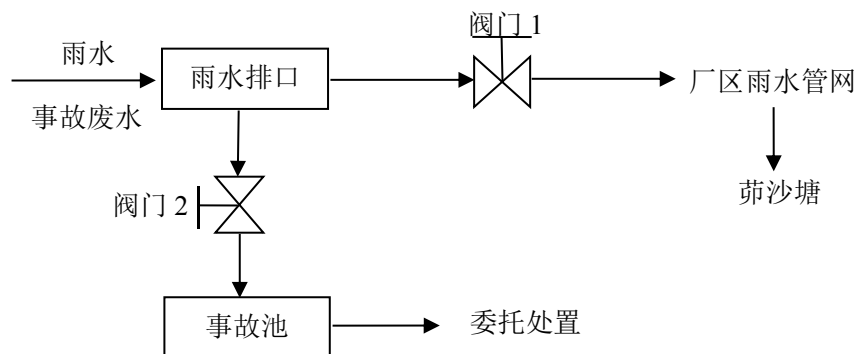 阀门 1
雨水
雨水排口
厂区雨水管网
事故废水
茆沙塘
阀门 2
事故池
委托处置